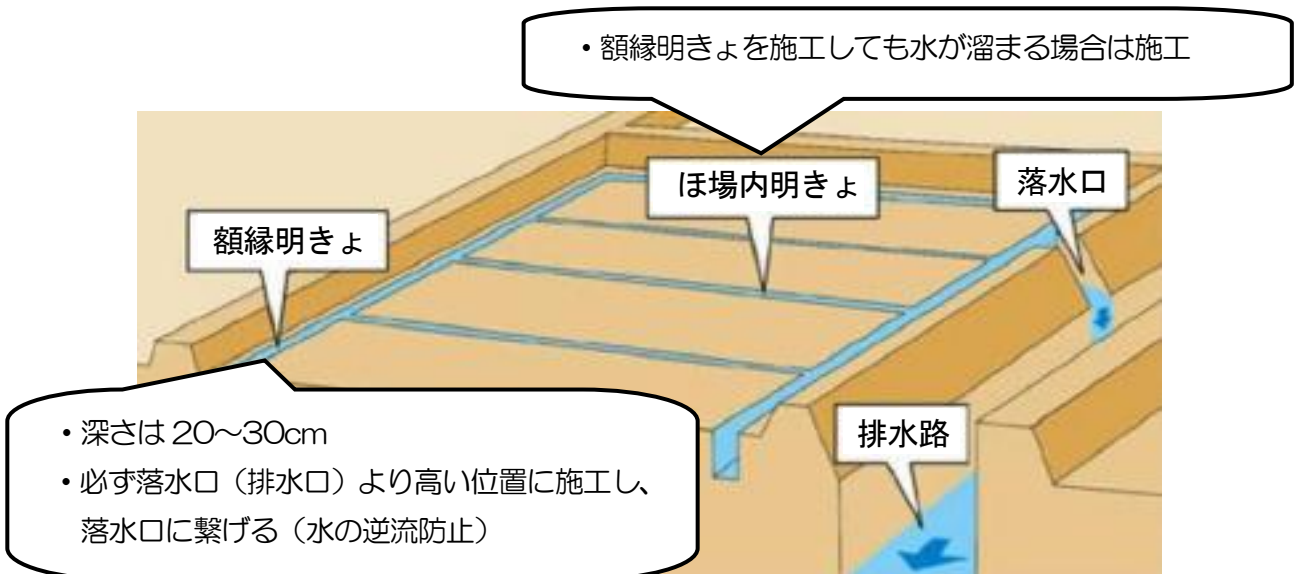 ・額縁明きょを施工しても水が溜まる場合は施工
ほ場内明きょ
落水口
額縁明きょ
・深さは20～30cm
・必ず落水口（排水口）より高い位置に施工し、
落水口に繋げる（水の逆流防止）
排水路